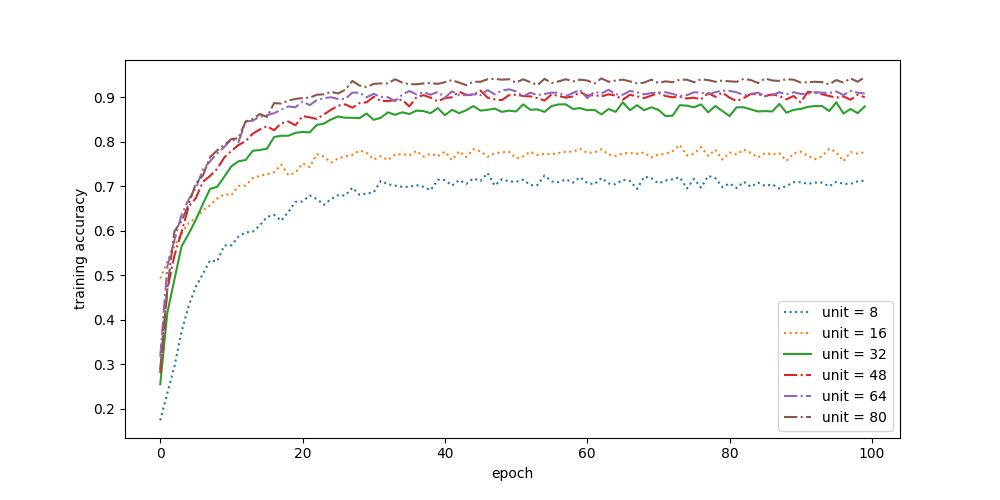 training accuracy
0.9
0.8
0.7
0.6
0.5
0.4
0.3
0.2
0
20
40
60
80
100
epoch
unit = 8
unit = 16
unit = 32
unit = 48
unit = 64
unit = 80